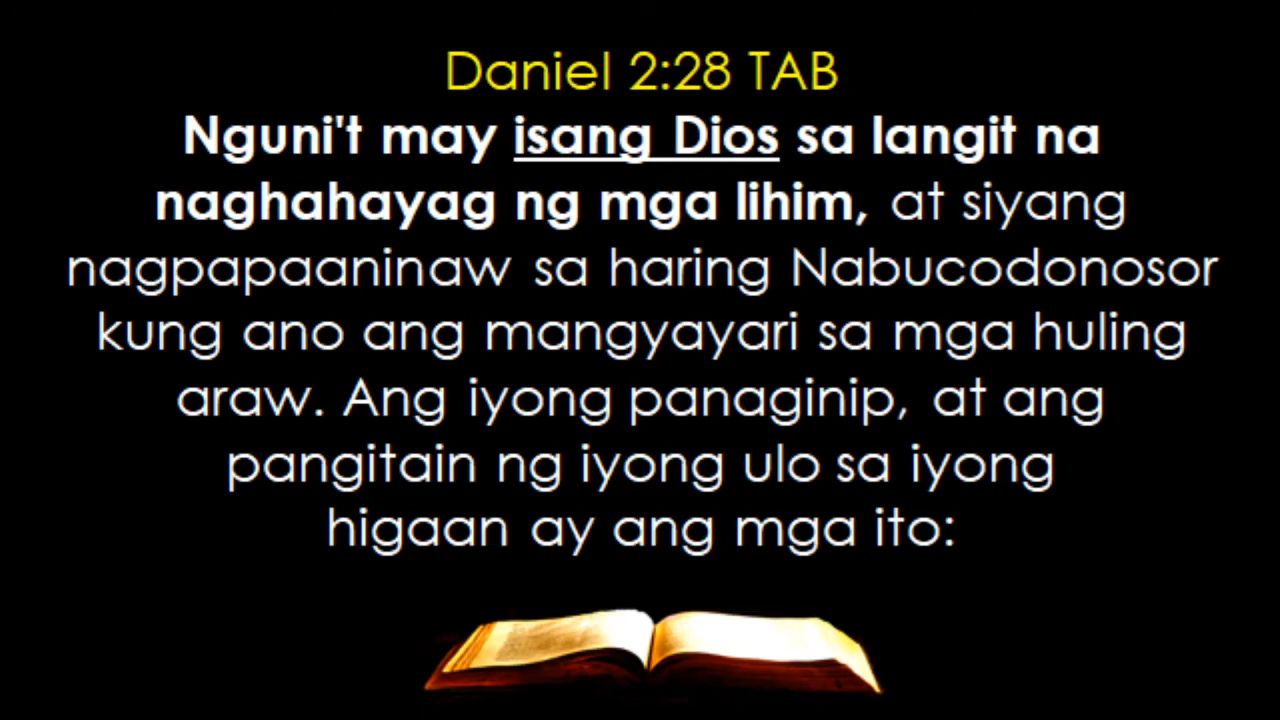 Daniel 2:28 TAB
Nguni't may isang Dios sa langit na
naghahayag ng mga lihim, at siyang
nagpapaaninaw sa haring Nabucodonosor
kung ano ang mangyayari sa mga huling
araw. Ang iyong panaginip, at ang
pangitain ng iyong ulo sa iyong
higaan ay ang mga ito: